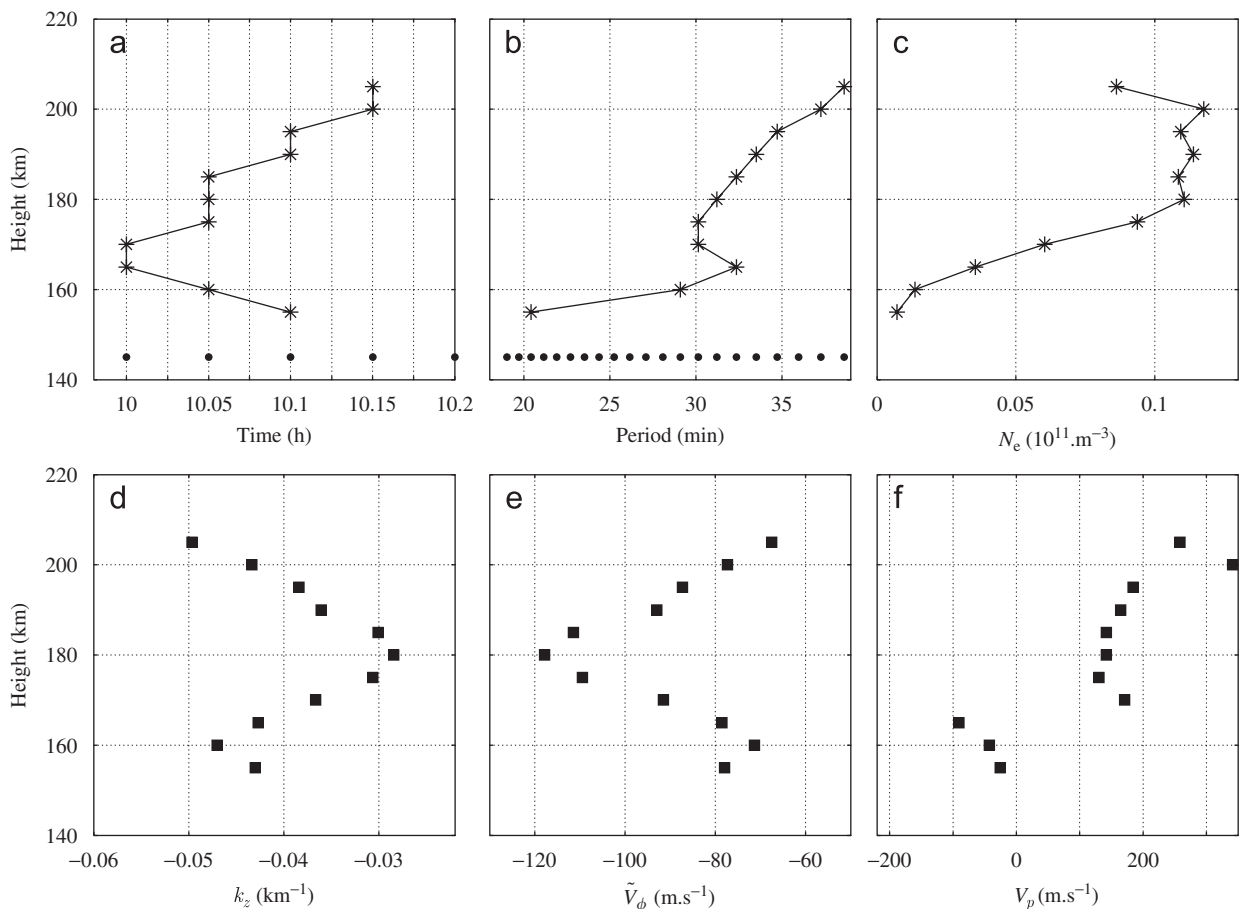 220
200
180
160
140
Height (km)
a
10 10.05 10.1 10.15 10.2
Time (h)
b
20 25 30 35
Period (min)
c
0 0.05 0.1
Nₑ (10¹¹.m⁻³)
220
200
180
160
140
Height (km)
d
−0.06 −0.05 −0.04 −0.03
k_z (km⁻¹)
e
−120 −100 −80 −60
Ṽ_ϕ (m.s⁻¹)
f
−200 0 200
V_p (m.s⁻¹)